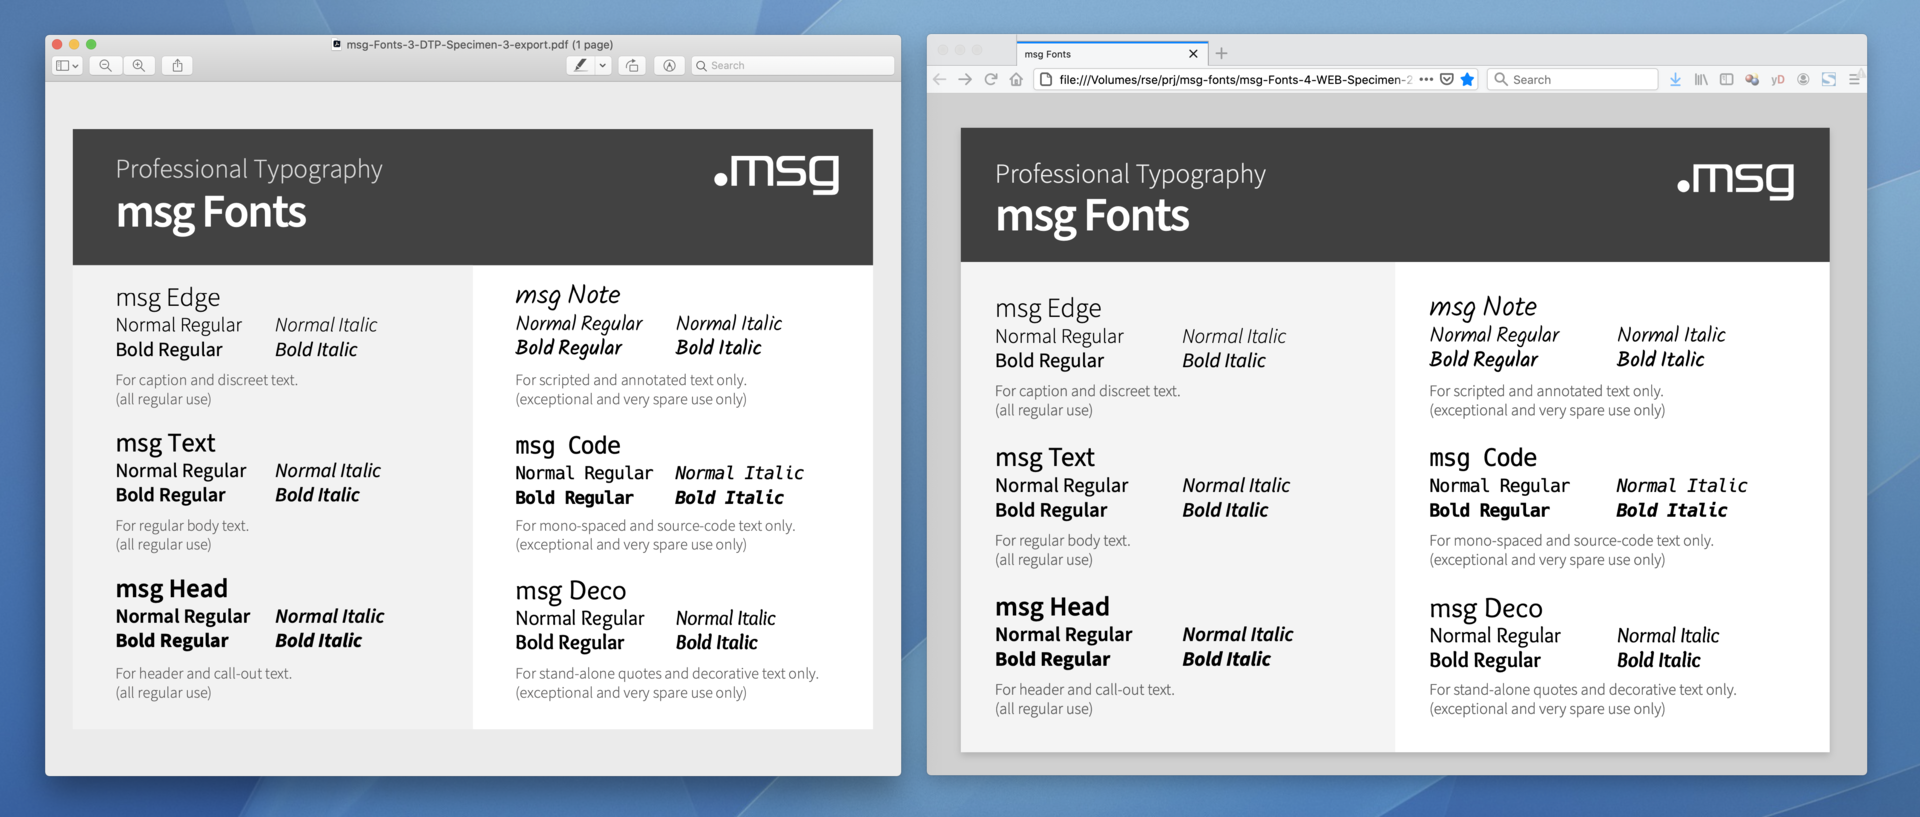 msg-Fonts-3-DTP-Specimen-3-export.pdf (1 page)
Search
Professional Typography
msg Fonts
.msg
msg Edge
Normal Regular Normal Italic
Bold Regular Bold Italic
For caption and discreet text.
(all regular use)
msg Text
Normal Regular Normal Italic
Bold Regular Bold Italic
For regular body text.
(all regular use)
msg Head
Normal Regular Normal Italic
Bold Regular Bold Italic
For header and call-out text.
(all regular use)
msg Note
Normal Regular Normal Italic
Bold Regular Bold Italic
For scripted and annotated text only.
(exceptional and very spare use only)
msg Code
Normal Regular Normal Italic
Bold Regular Bold Italic
For mono-spaced and source-code text only.
(exceptional and very spare use only)
msg Deco
Normal Regular Normal Italic
Bold Regular Bold Italic
For stand-alone quotes and decorative text only.
(exceptional and very spare use only)
msg Fonts
file:///Volumes/rse/prj/msg-fonts/msg-Fonts-4-WEB-Specimen-2
Search
yD
Professional Typography
msg Fonts
.msg
msg Edge
Normal Regular Normal Italic
Bold Regular Bold Italic
For caption and discreet text.
(all regular use)
msg Text
Normal Regular Normal Italic
Bold Regular Bold Italic
For regular body text.
(all regular use)
msg Head
Normal Regular Normal Italic
Bold Regular Bold Italic
For header and call-out text.
(all regular use)
msg Note
Normal Regular Normal Italic
Bold Regular Bold Italic
For scripted and annotated text only.
(exceptional and very spare use only)
msg Code
Normal Regular Normal Italic
Bold Regular Bold Italic
For mono-spaced and source-code text only.
(exceptional and very spare use only)
msg Deco
Normal Regular Normal Italic
Bold Regular Bold Italic
For stand-alone quotes and decorative text only.
(exceptional and very spare use only)